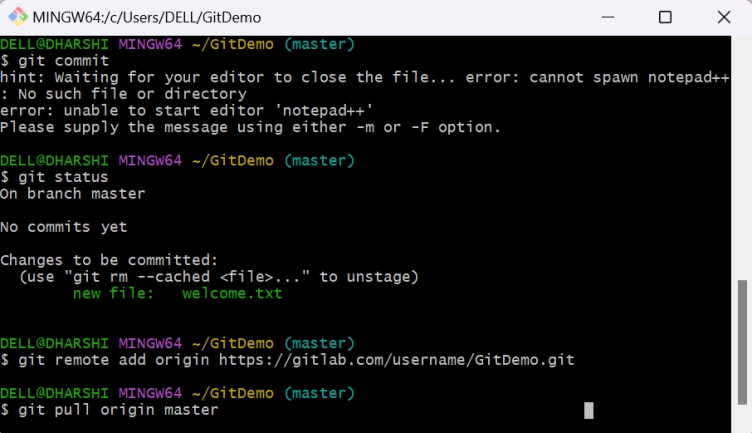 MINGW64:/c/Users/DELL/GitDemo
DELL@DHARSHI MINGW64 ~/GitDemo (master)
$ git commit
hint: Waiting for your editor to close the file... error: cannot spawn notepad++
: No such file or directory
error: unable to start editor 'notepad++'
Please supply the message using either -m or -F option.
DELL@DHARSHI MINGW64 ~/GitDemo (master)
$ git status
On branch master
No commits yet
Changes to be committed:
  (use "git rm --cached <file>..." to unstage)
        new file:   welcome.txt
DELL@DHARSHI MINGW64 ~/GitDemo (master)
$ git remote add origin https://gitlab.com/username/GitDemo.git
DELL@DHARSHI MINGW64 ~/GitDemo (master)
$ git pull origin master